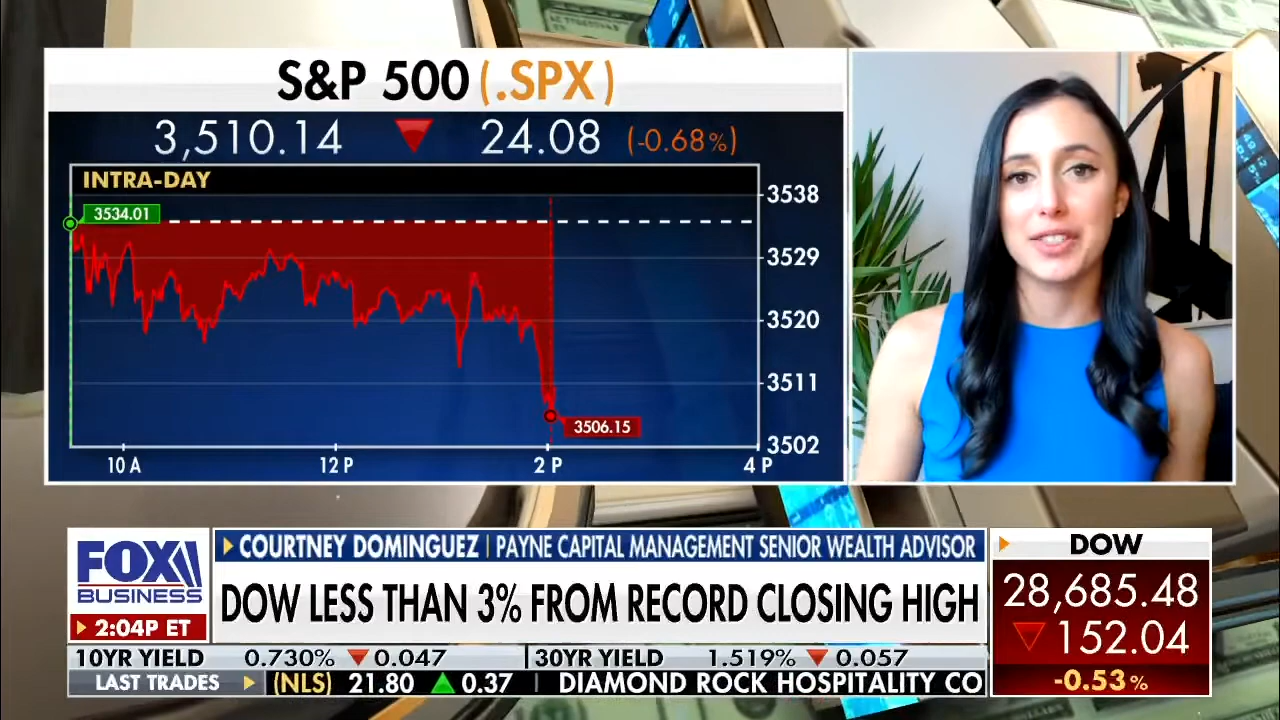 S&P 500 (.SPX)
3,510.14 ▼ 24.08 (-0.68%)
INTRA-DAY
3534.01
3538
3529
3520
3511
3502
3506.15
10 A 12 P 2 P 4 P
FOX
BUSINESS
2:04P ET
COURTNEY DOMINGUEZ | PAYNE CAPITAL MANAGEMENT SENIOR WEALTH ADVISOR
DOW LESS THAN 3% FROM RECORD CLOSING HIGH
DOW
28,685.48
▼ 152.04
-0.53%
10YR YIELD 0.730% ▼ 0.047 | 30YR YIELD 1.519% ▼ 0.057
LAST TRADES (NLS) 21.80 ▲ 0.37 | DIAMOND ROCK HOSPITALITY CO